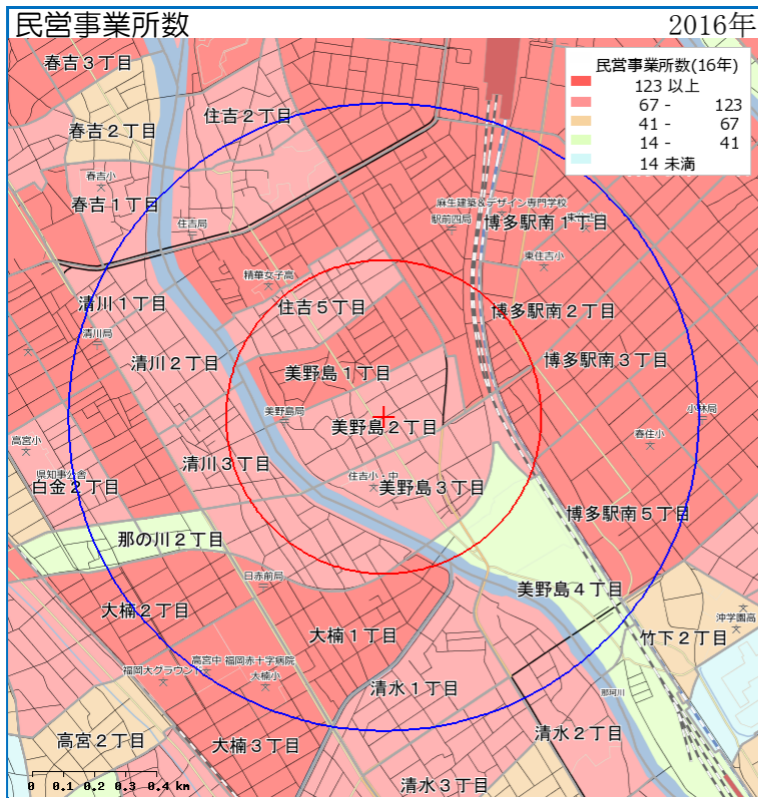 民営事業所数
2016年
民営事業所数(16年)
123 以上
67 - 123
41 - 67
14 - 41
14 未満
春吉3丁目
春吉2丁目
住吉2丁目
春吉小
春吉1丁目
住吉局
麻生建築&デザイン専門学校
駅前四局
博多駅南1丁目
東住吉小
精華女子高
清川1丁目
住吉5丁目
博多駅南2丁目
清川局
清川2丁目
美野島1丁目
博多駅南3丁目
美野島局
小林局
美野島2丁目
春住小
高宮小
清川3丁目
県知事公舎
白金2丁目
住吉小・中
美野島3丁目
博多駅南5丁目
那の川2丁目
日赤前局
美野島4丁目
大楠2丁目
沖学園高
大楠1丁目
竹下2丁目
高宮中
福岡赤十字病院
福岡大グラウンド
大楠小
清水1丁目
那珂川
高宮2丁目
大楠3丁目
清水2丁目
清水3丁目
0 0.1 0.2 0.3 0.4 km